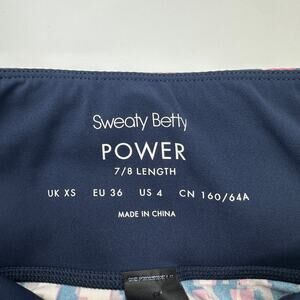 Sweaty Betty
POWER
7/8 LENGTH
UK XS EU 36 US 4 CN 160/64A
MADE IN CHINA